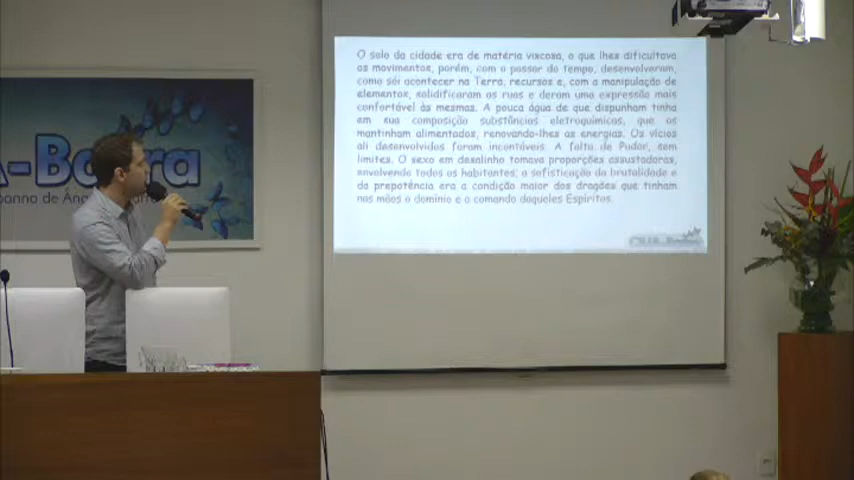 O solo da cidade era de matéria viscosa, o que lhes dificultava
os movimentos, porém, com o passar do tempo, desenvolveram,
como sói acontecer na Terra, recursos e, com a manipulação de
elementos, solidificaram as ruas e deram uma expressão mais
confortável às mesmas. A pouca água de que dispunham tinha
em sua composição substâncias eletroquímicas, que os
mantinham alimentados, renovando-lhes as energias. Os vícios
ali desenvolvidos foram incontáveis. A falta de Pudor, sem
limites. O sexo em desalinho tomava proporções assustadoras,
envolvendo todos os habitantes; a sofisticação da brutalidade e
da prepotência era a condição maior dos dragões que tinham
nas mãos o domínio e o comando daqueles Espíritos.
-Ba ra
oanna de Âng